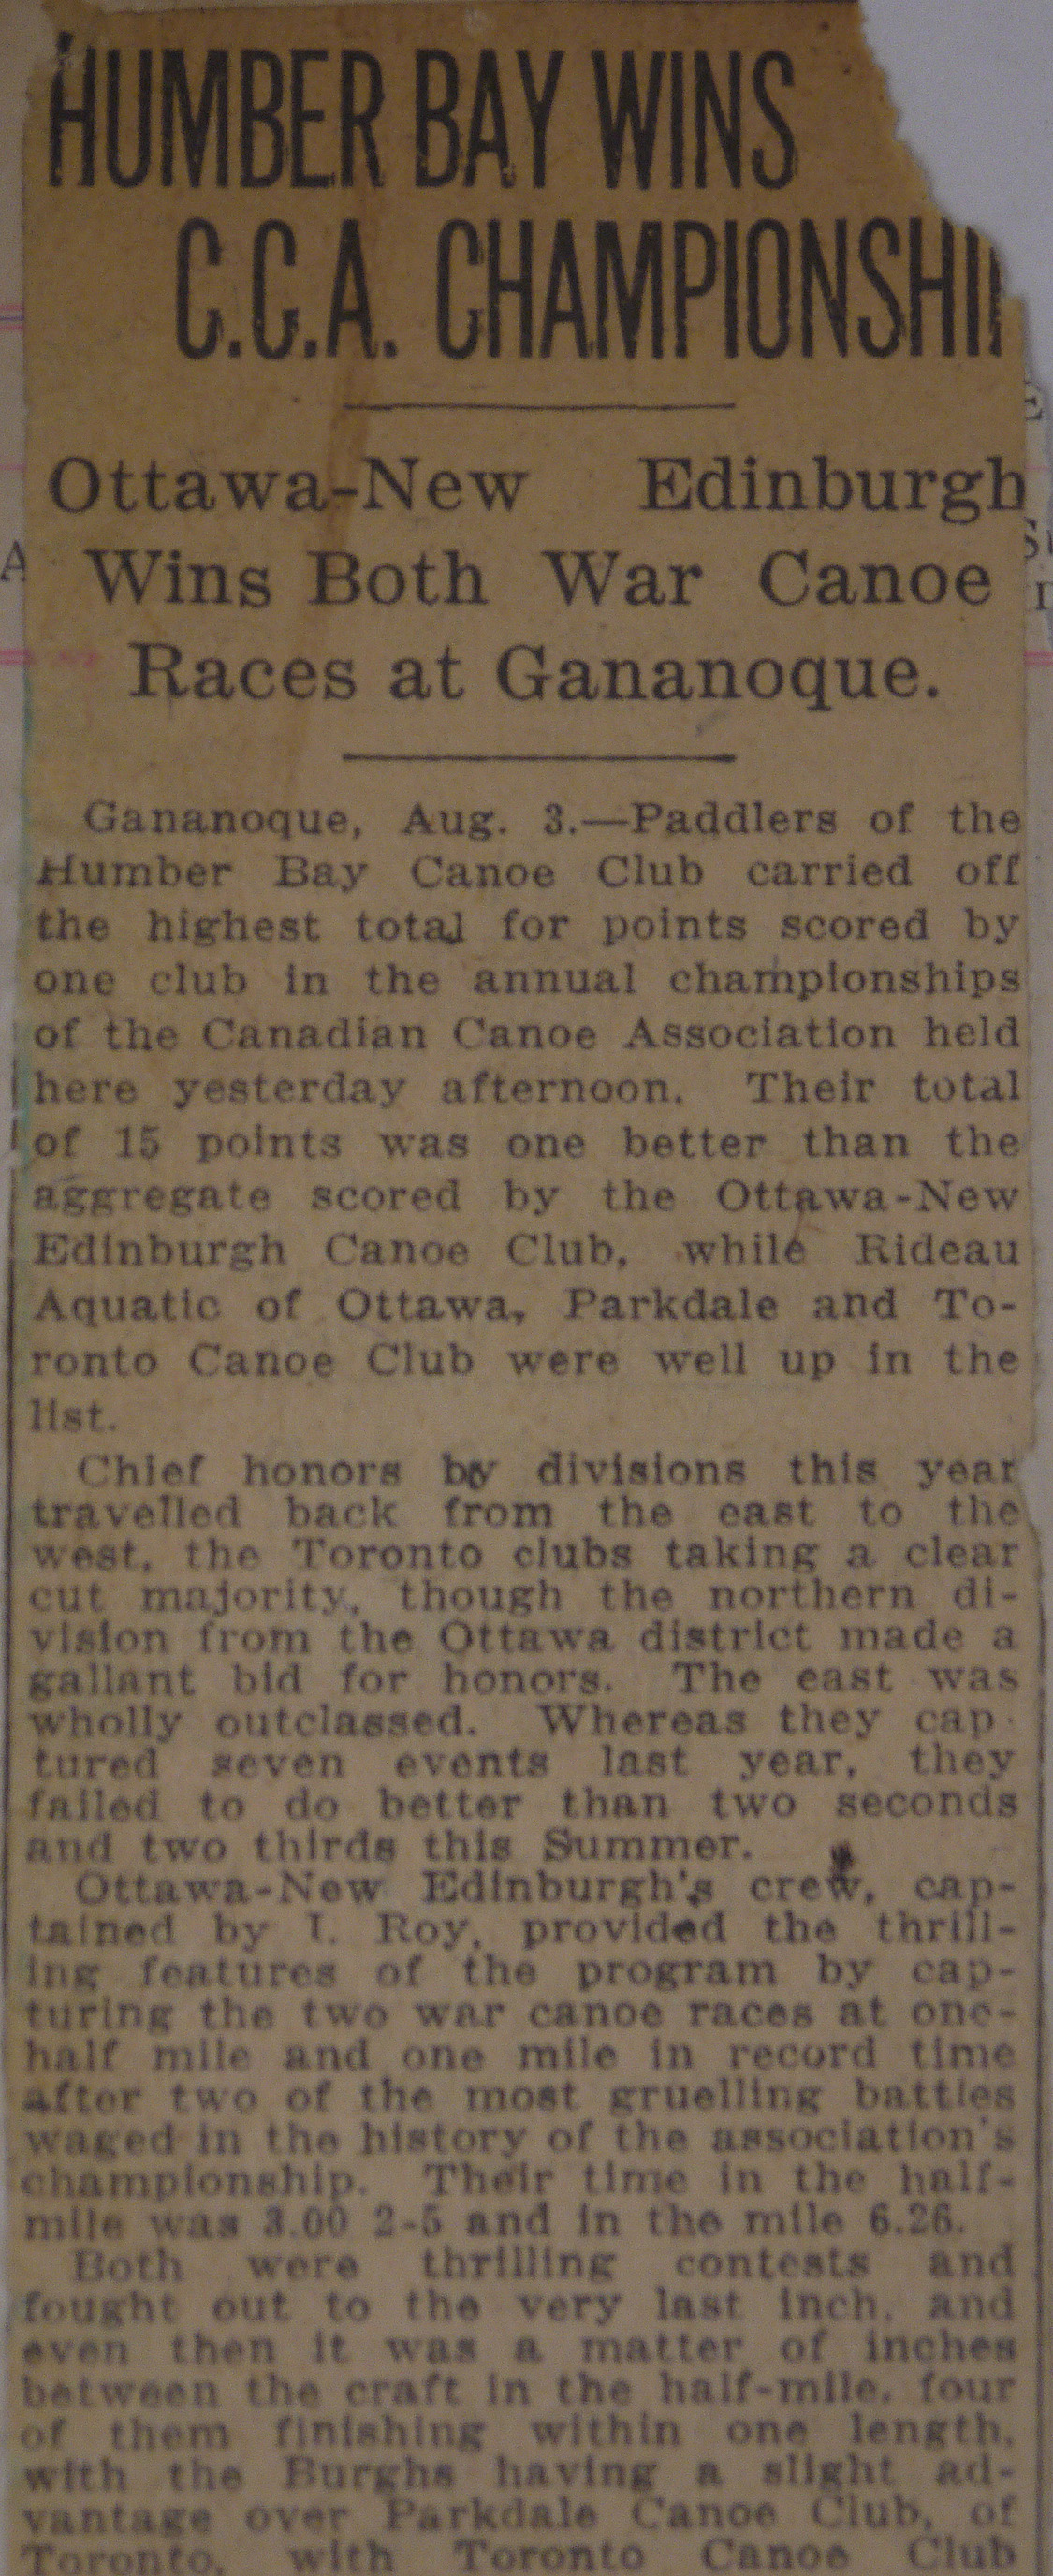 HUMBER BAY WINS
C.C.A. CHAMPIONSHI
Ottawa-New Edinburgh
Wins Both War Canoe
Races at Gananoque.
Gananoque, Aug. 3.—Paddlers of the
Humber Bay Canoe Club carried off
the highest total for points scored by
one club in the annual championships
of the Canadian Canoe Association held
here yesterday afternoon. Their total
of 15 points was one better than the
aggregate scored by the Ottawa-New
Edinburgh Canoe Club, while Rideau
Aquatic of Ottawa, Parkdale and To-
ronto Canoe Club were well up in the
list.
Chief honors by divisions this year
travelled back from the east to the
west, the Toronto clubs taking a clear
cut majority, though the northern di-
vision from the Ottawa district made a
gallant bid for honors. The east was
wholly outclassed. Whereas they cap-
tured seven events last year, they
failed to do better than two seconds
and two thirds this Summer.
Ottawa-New Edinburgh's crew, cap-
tained by I. Roy, provided the thrill-
ing features of the program by cap-
turing the two war canoe races at one-
half mile and one mile in record time
after two of the most gruelling battles
waged in the history of the association's
championship. Their time in the half-
mile was 3.00 2-5 and in the mile 6.26.
Both were thrilling contests and
fought out to the very last inch, and
even then it was a matter of inches
between the craft in the half-mile, four
of them finishing within one length,
with the Burghs having a slight ad-
vantage over Parkdale Canoe Club, of
Toronto, with Toronto Canoe Club